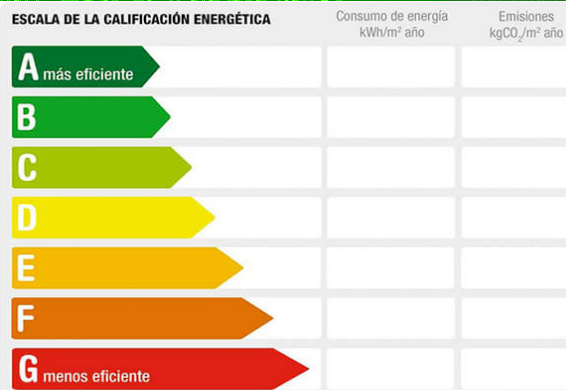 ESCALA DE LA CALIFICACIÓN ENERGÉTICA
Consumo de energía
kWh/m² año
Emisiones
kgCO₂/m² año
A más eficiente
B
C
D
E
F
G menos eficiente